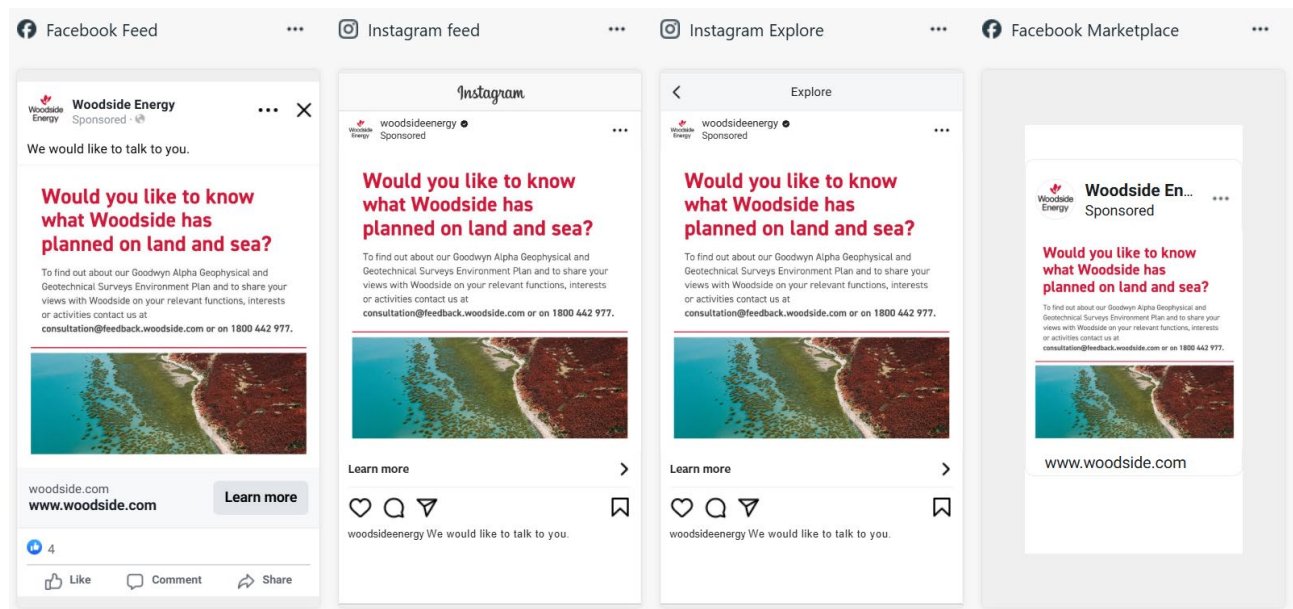 Facebook Feed
Woodside Energy
Woodside Energy
Sponsored ·
We would like to talk to you.
Would you like to know
what Woodside has
planned on land and sea?
To find out about our Goodwyn Alpha Geophysical and
Geotechnical Surveys Environment Plan and to share your
views with Woodside on your relevant functions, interests
or activities contact us at
consultation@feedback.woodside.com or on 1800 442 977.
woodside.com
www.woodside.com
Learn more
4
Like Comment Share
Instagram feed
Instagram
Woodside Energy
woodsideenergy
Sponsored
Would you like to know
what Woodside has
planned on land and sea?
To find out about our Goodwyn Alpha Geophysical and
Geotechnical Surveys Environment Plan and to share your
views with Woodside on your relevant functions, interests
or activities contact us at
consultation@feedback.woodside.com or on 1800 442 977.
Learn more
woodsideenergy We would like to talk to you.
Instagram Explore
Explore
Woodside Energy
woodsideenergy
Sponsored
Would you like to know
what Woodside has
planned on land and sea?
To find out about our Goodwyn Alpha Geophysical and
Geotechnical Surveys Environment Plan and to share your
views with Woodside on your relevant functions, interests
or activities contact us at
consultation@feedback.woodside.com or on 1800 442 977.
Learn more
woodsideenergy We would like to talk to you.
Facebook Marketplace
Woodside Energy
Woodside En...
Sponsored
Would you like to know
what Woodside has
planned on land and sea?
To find out about our Goodwyn Alpha Geophysical and
Geotechnical Surveys Environment Plan and to share your
views with Woodside on your relevant functions, interests
or activities contact us at
consultation@feedback.woodside.com or on 1800 442 977.
www.woodside.com